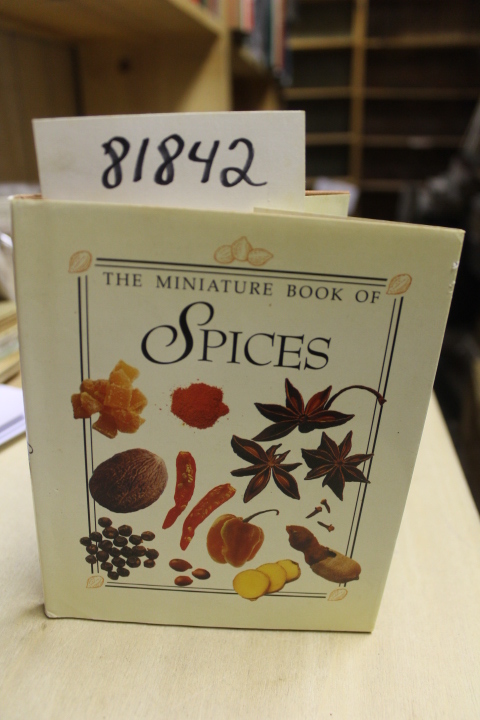 81842
THE MINIATURE BOOK OF
SPICES